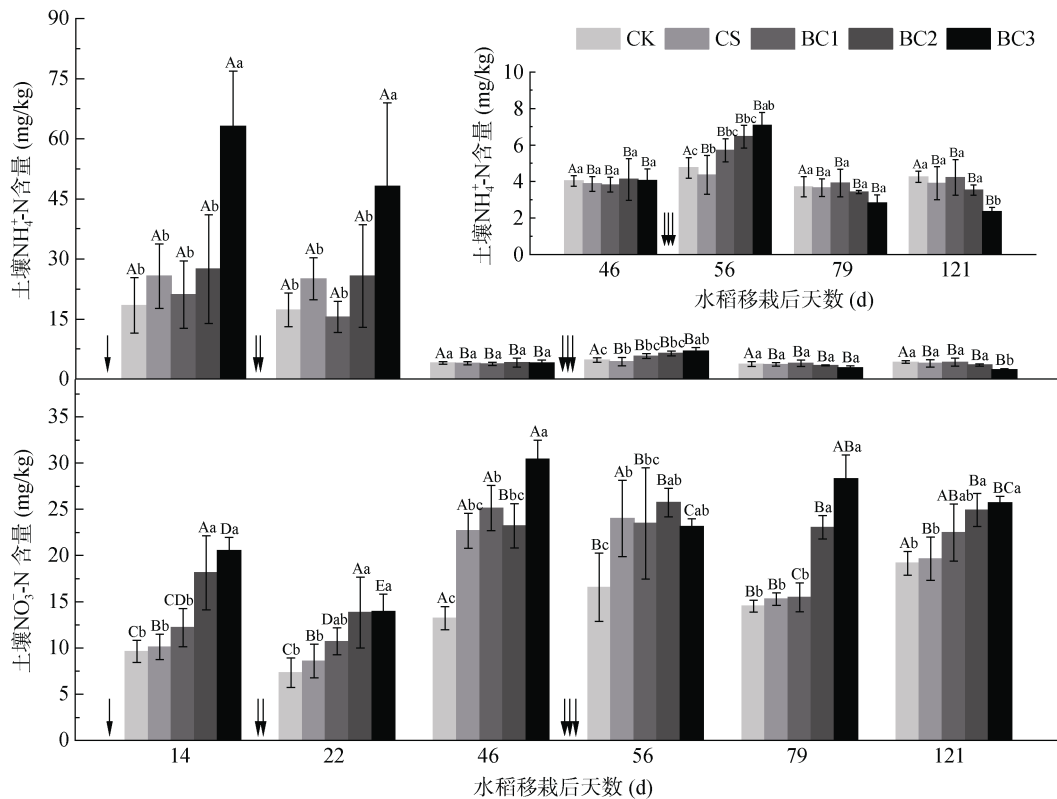 90
75
60
45
30
15
0
土壤NH₄⁺-N含量 (mg/kg)
Ab Ab Ab Ab Aa
Ab Ab Ab Ab Aa
Aa Ba Ba Ba Ba
Ac Bb Bbc Bbc Bab
Aa Ba Ba Ba Ba
Aa Ba Ba Ba Bb
CK CS BC1 BC2 BC3
10
8
6
4
2
0
土壤NH₄⁺-N含量 (mg/kg)
Aa Ba Ba Ba Ba
Ac Bb Bbc Bbc Bab
Aa Ba Ba Ba Ba
Aa Ba Ba Ba Bb
46 56 79 121
水稻移栽后天数 (d)
35
30
25
20
15
10
5
0
土壤NO₃⁻-N 含量 (mg/kg)
Cb Bb CDb Aa Da
Cb Bb Dab Aa Ea
Ac Abc Ab Bbc Aa
Bc Ab Bbc Bab Cab
Bb Bb Cb Ba ABa
Ab Bb ABab Ba BCa
14 22 46 56 79 121
水稻移栽后天数 (d)